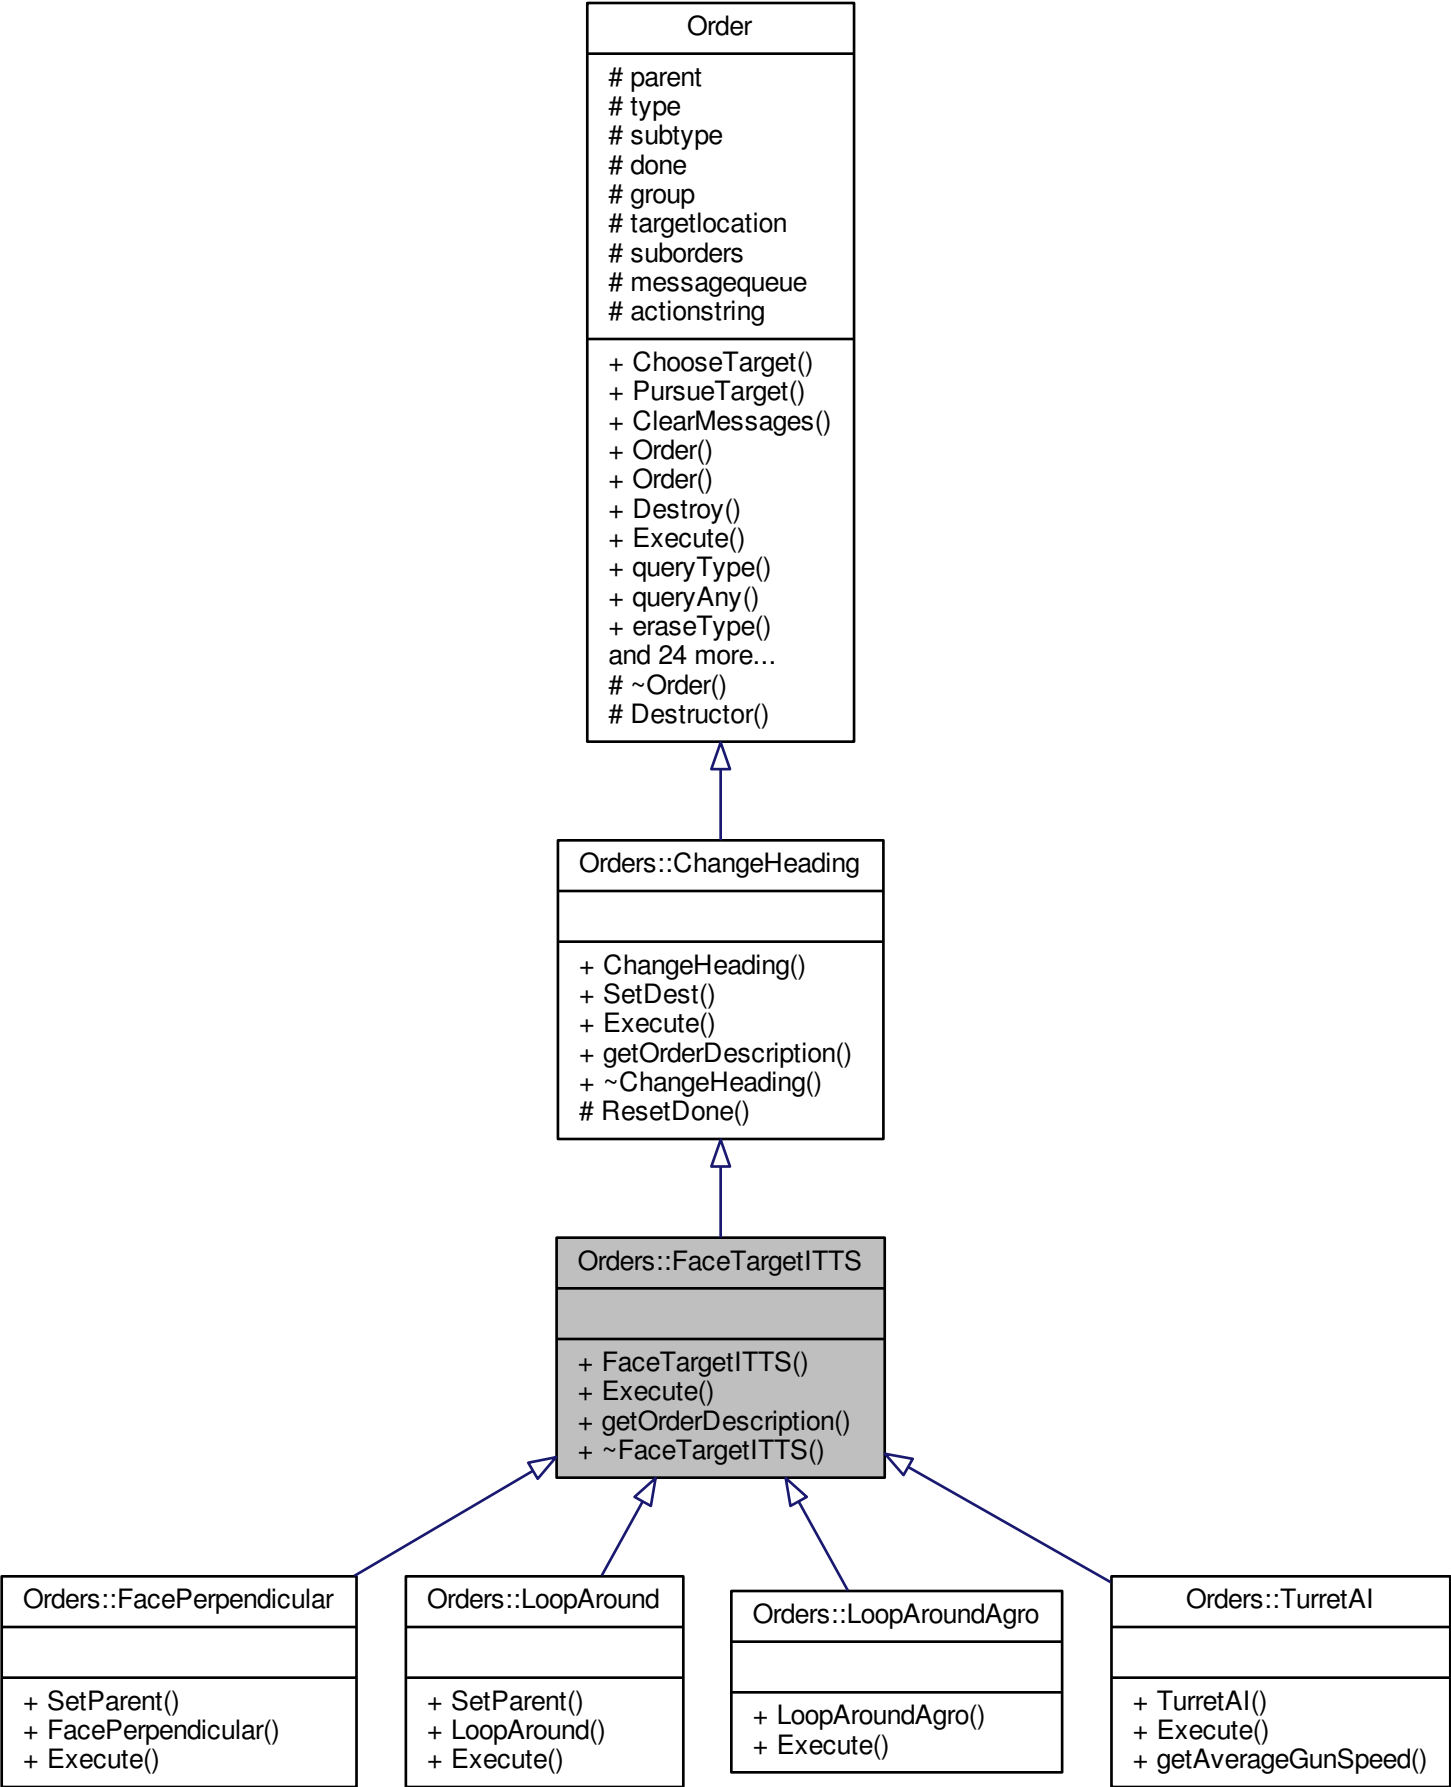 Order
# parent
# type
# subtype
# done
# group
# targetlocation
# suborders
# messagequeue
# actionstring
+ ChooseTarget()
+ PursueTarget()
+ ClearMessages()
+ Order()
+ Order()
+ Destroy()
+ Execute()
+ queryType()
+ queryAny()
+ eraseType()
and 24 more...
# ~Order()
# Destructor()
Orders::ChangeHeading
+ ChangeHeading()
+ SetDest()
+ Execute()
+ getOrderDescription()
+ ~ChangeHeading()
# ResetDone()
Orders::FaceTargetITTS
+ FaceTargetITTS()
+ Execute()
+ getOrderDescription()
+ ~FaceTargetITTS()
Orders::FacePerpendicular
+ SetParent()
+ FacePerpendicular()
+ Execute()
Orders::LoopAround
+ SetParent()
+ LoopAround()
+ Execute()
Orders::LoopAroundAgro
+ LoopAroundAgro()
+ Execute()
Orders::TurretAI
+ TurretAI()
+ Execute()
+ getAverageGunSpeed()